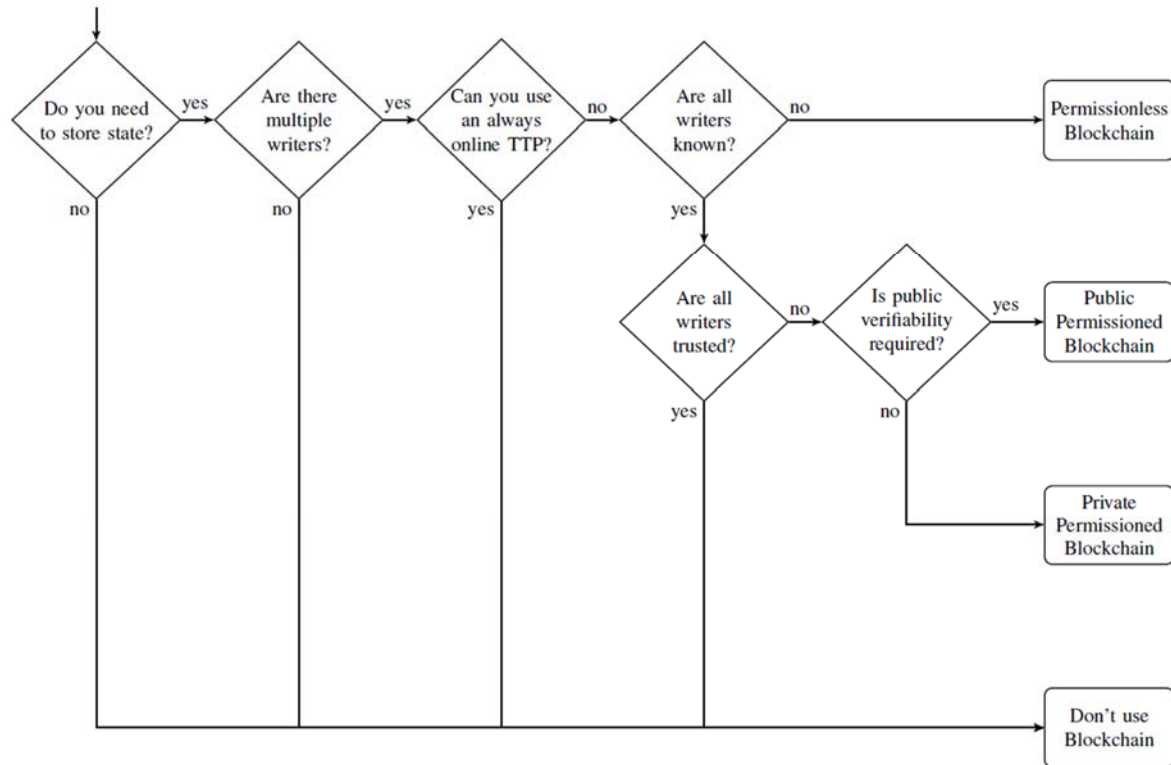 Do you need
to store state?
yes
no
Are there
multiple
writers?
yes
no
Can you use
an always
online TTP?
no
yes
Are all
writers
known?
no
yes
Permissionless
Blockchain
Are all
writers
trusted?
no
yes
Is public
verifiability
required?
yes
no
Public
Permissioned
Blockchain
Private
Permissioned
Blockchain
Don't use
Blockchain